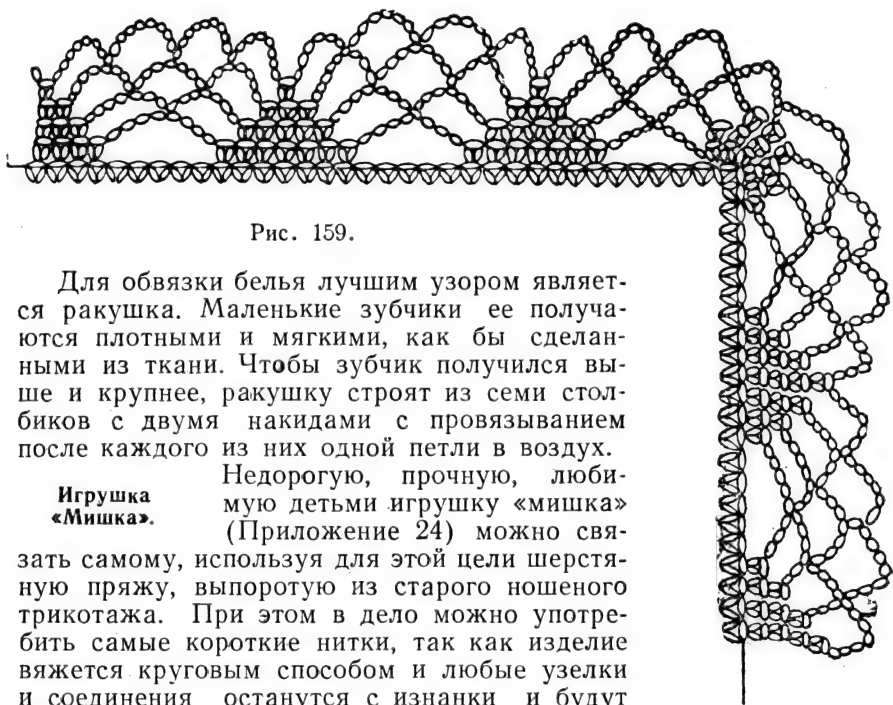 Рис. 159.
Для обвязки белья лучшим узором являет-
ся ракушка. Маленькие зубчики ее получа-
ются плотными и мягкими, как бы сделан-
ными из ткани. Чтобы зубчик получился вы-
ше и крупнее, ракушку строят из семи стол-
биков с двумя накидами с провязыванием
после каждого из них одной петли в воздух.
Игрушка
«Мишка».
Недорогую, прочную, люби-
мую детьми игрушку «мишка»
(Приложение 24) можно свя-
зать самому, используя для этой цели шерстя-
ную пряжу, выпоротую из старого ношеного
трикотажа. При этом в дело можно употре-
бить самые короткие нитки, так как изделие
вяжется круговым способом и любые узелки
и соединения останутся с изнанки и будут